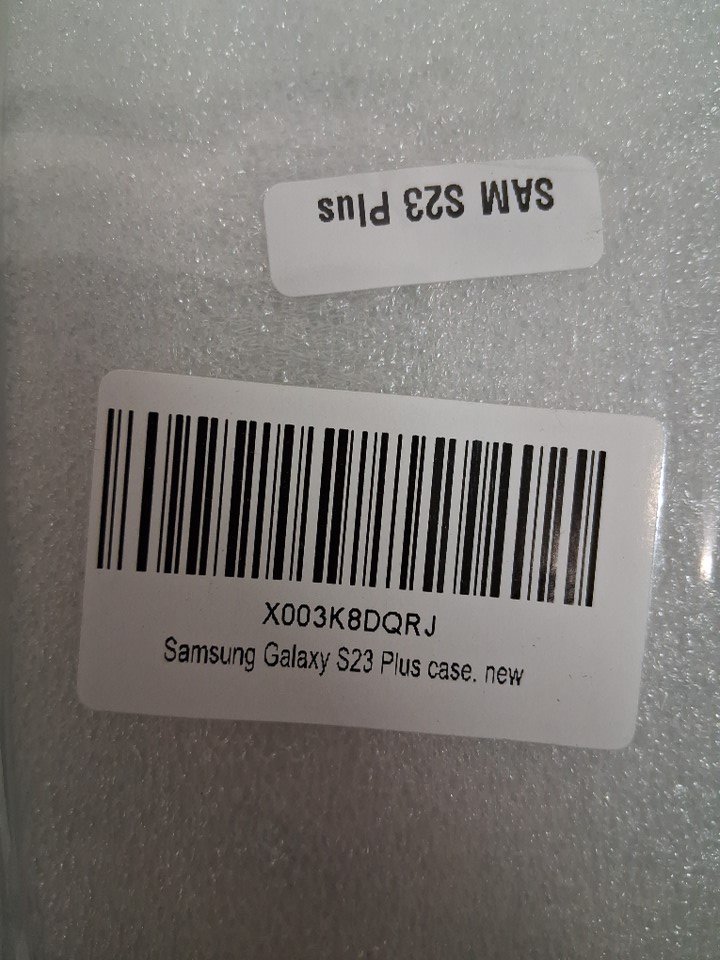 SAM S23 Plus
X003K8DQRJ
Samsung Galaxy S23 Plus case. new